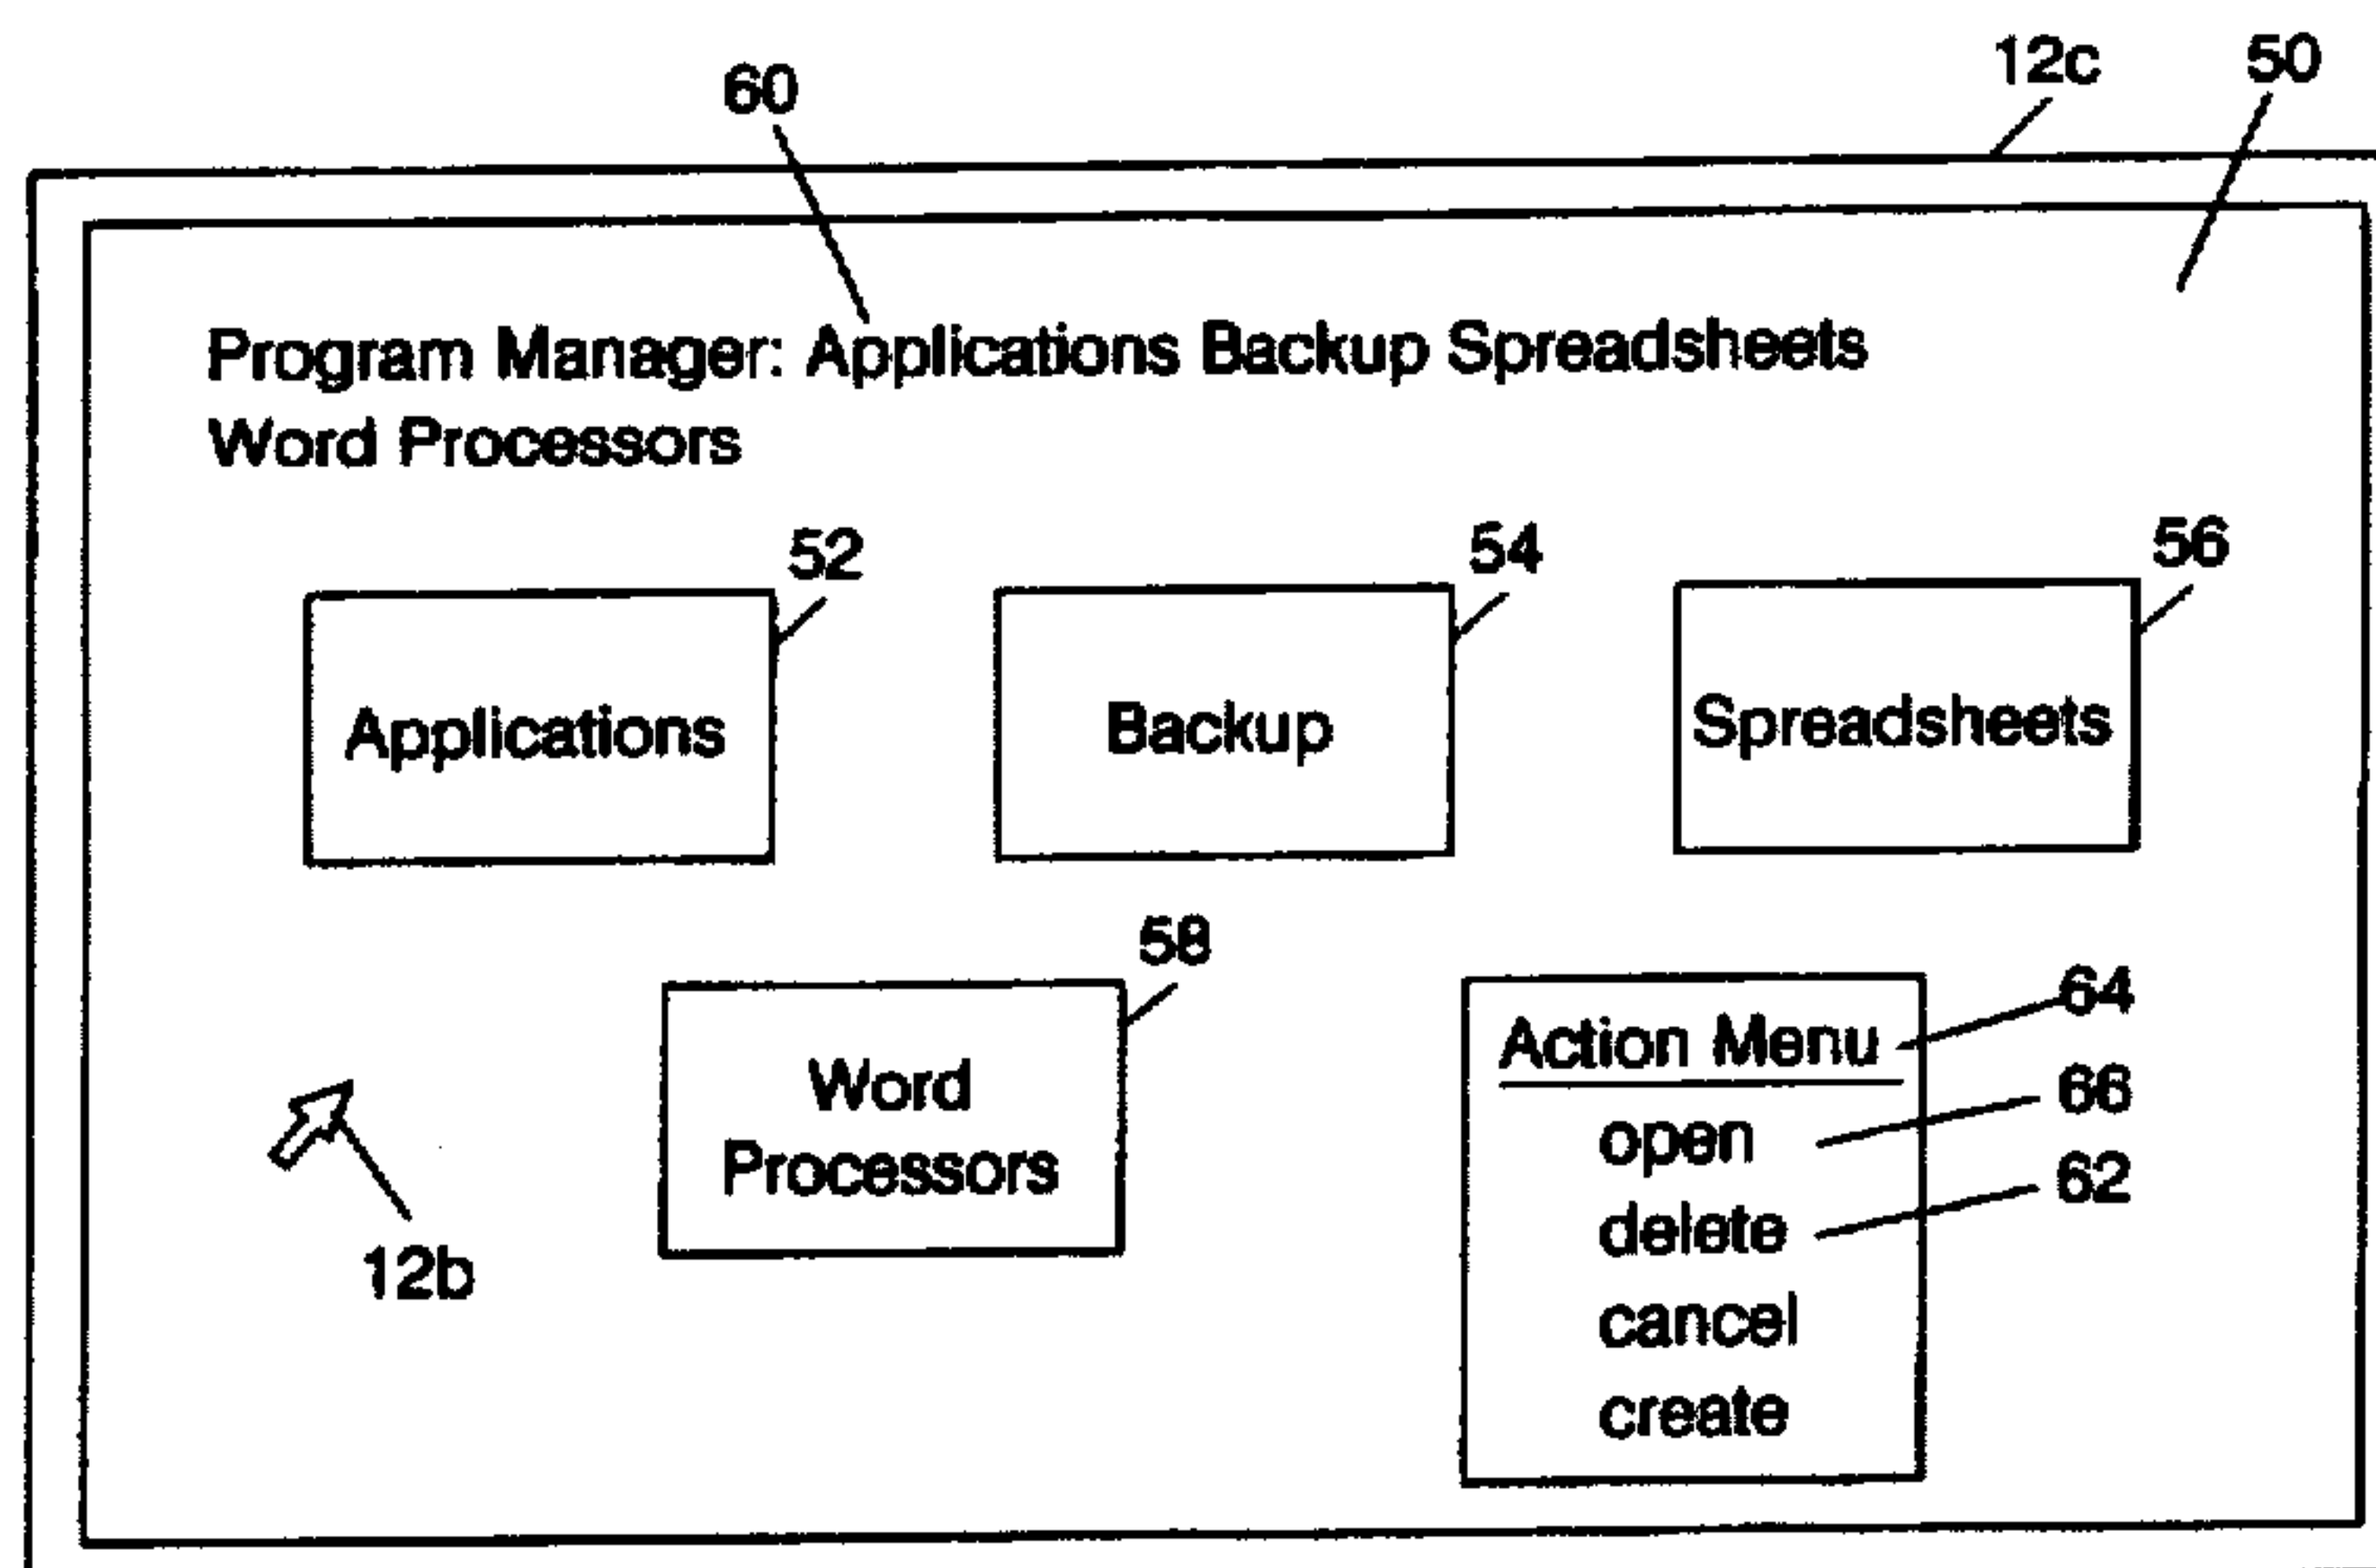 60
12c
50
Program Manager: Applications Backup Spreadsheets
Word Processors
52
54
56
Applications
Backup
Spreadsheets
58
64
Action Menu
66
open
62
delete
cancel
create
Word
Processors
12b